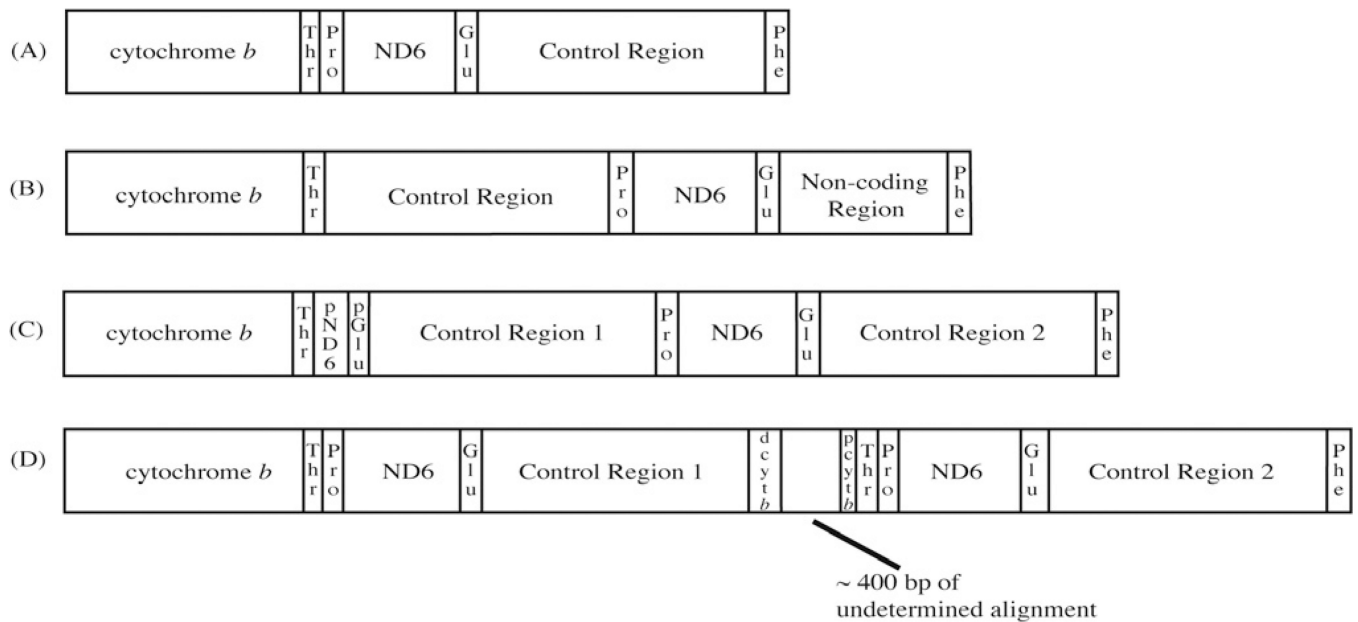 (A) cytochrome b Thr Pro ND6 Glu Control Region Phe
(B) cytochrome b Thr Control Region Pro ND6 Glu Non-coding Region Phe
(C) cytochrome b Thr pND6 pGlu Control Region 1 Pro ND6 Glu Control Region 2 Phe
(D) cytochrome b Thr Pro ND6 Glu Control Region 1 dcytb pcytb Thr Pro ND6 Glu Control Region 2 Phe
~ 400 bp of
undetermined alignment